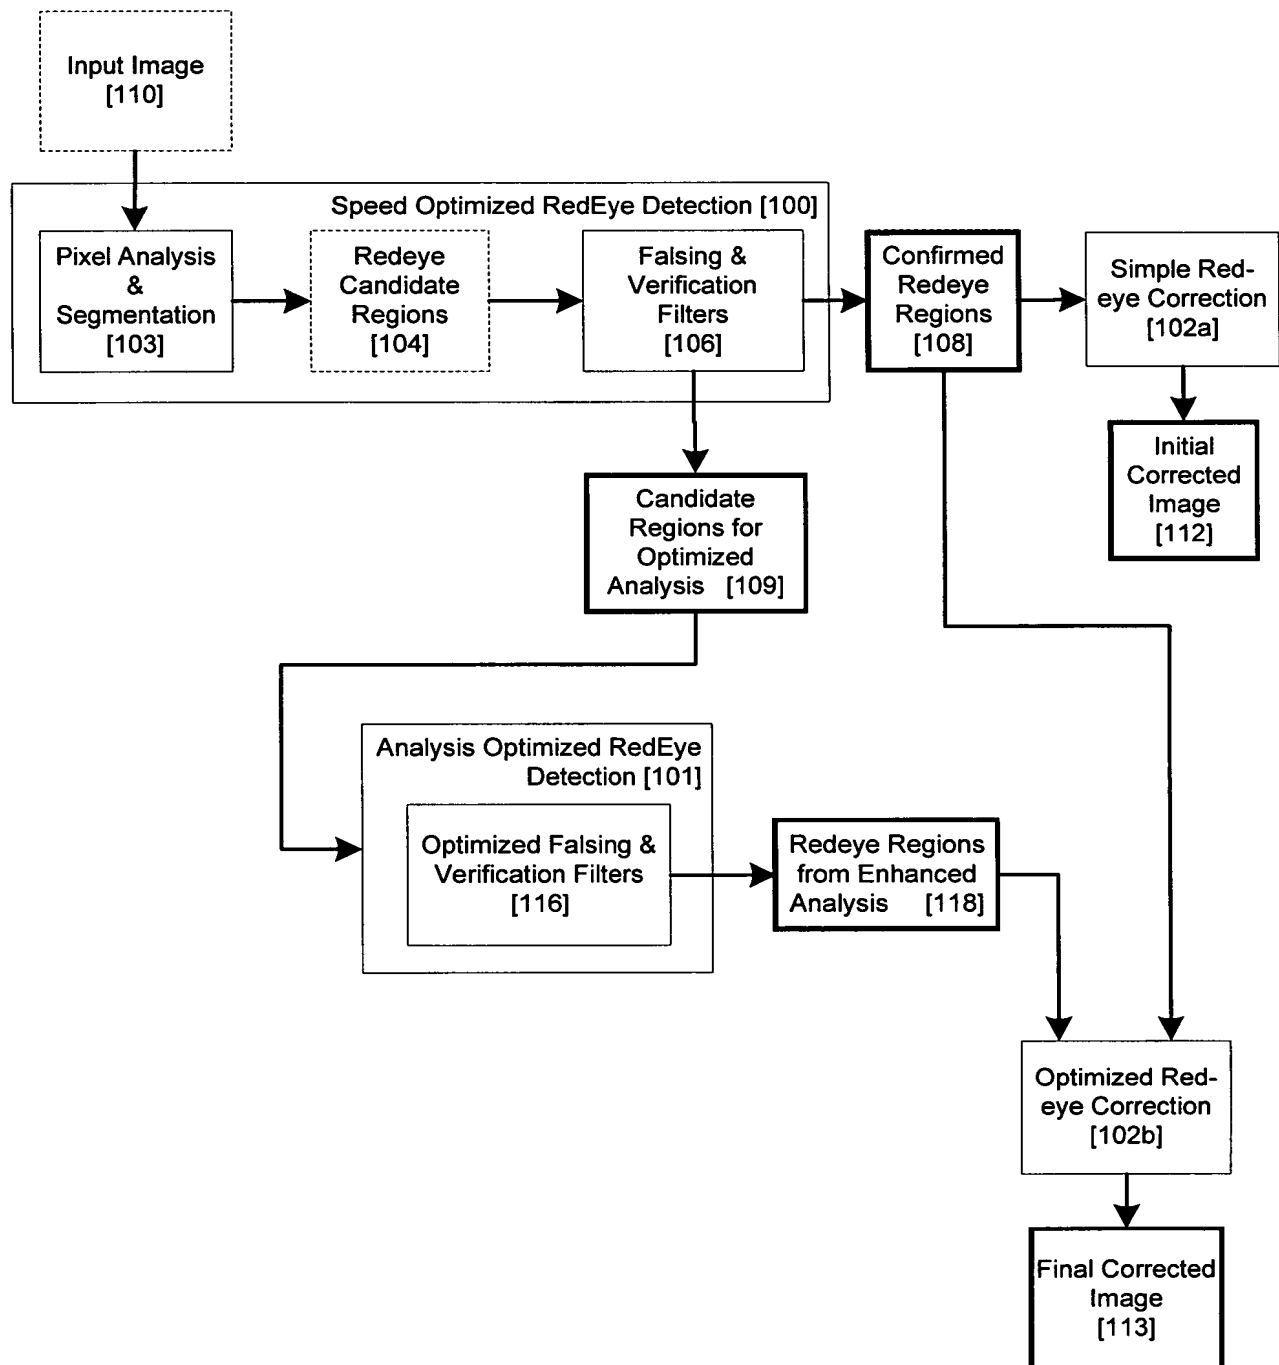 Input Image
[110]
Speed Optimized RedEye Detection [100]
Pixel Analysis
&
Segmentation
[103]
Redeye
Candidate
Regions
[104]
Falsing &
Verification
Filters
[106]
Confirmed
Redeye
Regions
[108]
Simple Red-
eye Correction
[102a]
Initial
Corrected
Image
[112]
Candidate
Regions for
Optimized
Analysis [109]
Analysis Optimized RedEye
Detection [101]
Optimized Falsing &
Verification Filters
[116]
Redeye Regions
from Enhanced
Analysis [118]
Optimized Red-
eye Correction
[102b]
Final Corrected
Image
[113]